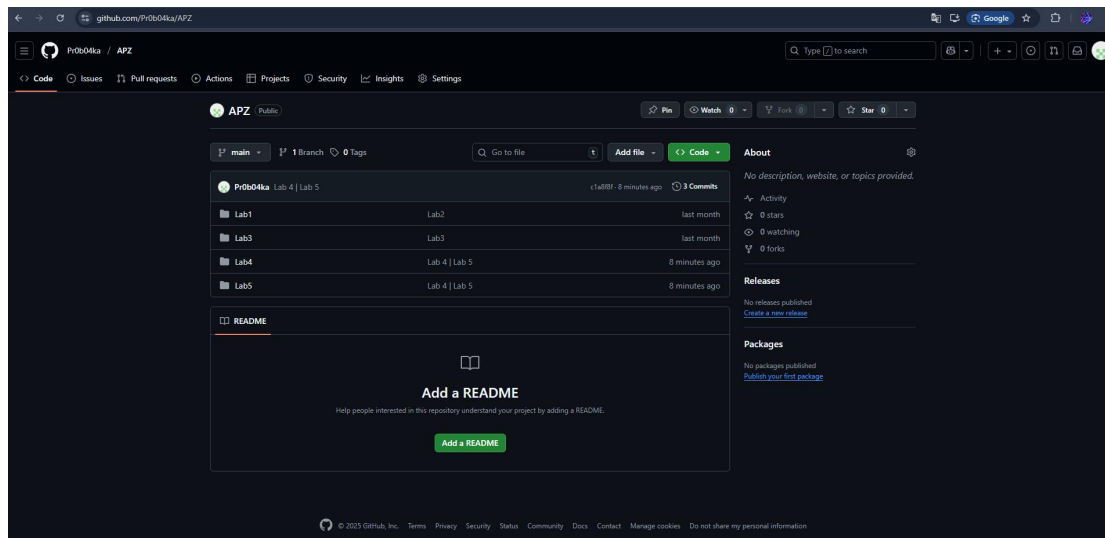 github.com/Pr0b04ka/APZ
Google
Pr0b04ka / APZ
Type / to search
Code Issues Pull requests Actions Projects Security Insights Settings
APZ Public
Pin Watch 0 Fork 0 Star 0
main 1 Branch 0 Tags
Go to file t
Add file Code
Pr0b04ka Lab 4 | Lab 5 c1a8f8f · 8 minutes ago 3 Commits
Lab1 Lab2 last month
Lab3 Lab3 last month
Lab4 Lab 4 | Lab 5 8 minutes ago
Lab5 Lab 4 | Lab 5 8 minutes ago
README
Add a README
Help people interested in this repository understand your project by adding a README.
Add a README
About
No description, website, or topics provided.
Activity
0 stars
0 watching
0 forks
Releases
No releases published
Create a new release
Packages
No packages published
Publish your first package
© 2025 GitHub, Inc. Terms Privacy Security Status Community Docs Contact Manage cookies Do not share my personal information